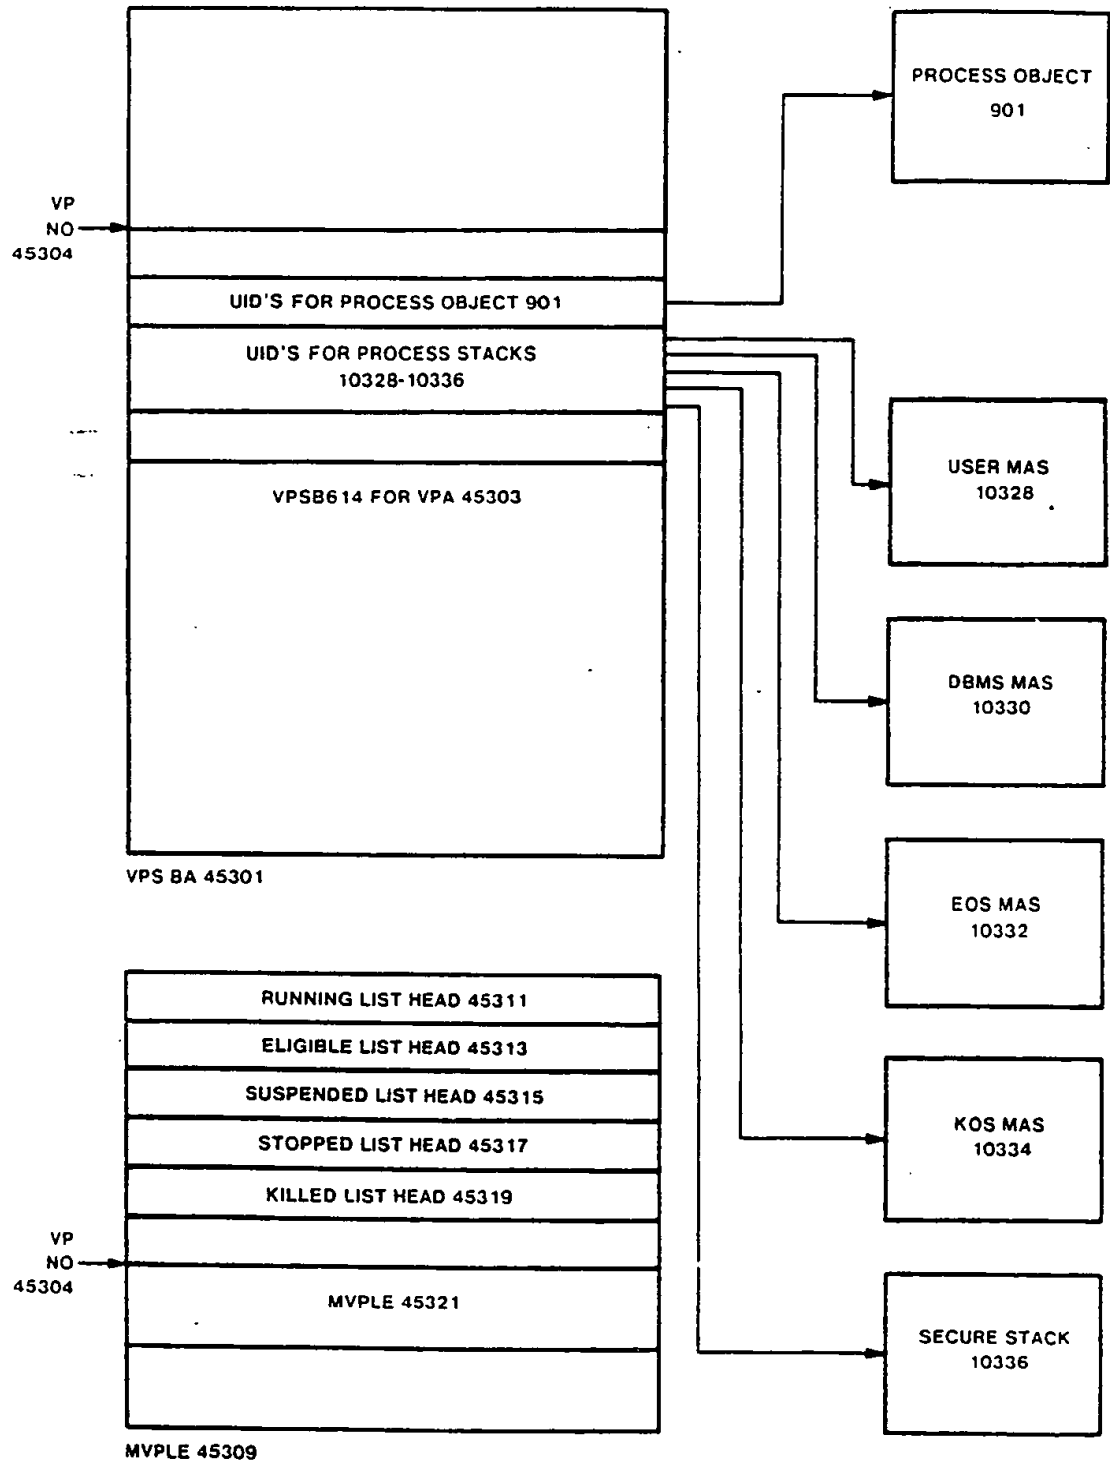 PROCESS OBJECT
901
VP
NO
45304
UID'S FOR PROCESS OBJECT 901
UID'S FOR PROCESS STACKS
10328-10336
VPSB614 FOR VPA 45303
USER MAS
10328
DBMS MAS
10330
VPS BA 45301
EOS MAS
10332
RUNNING LIST HEAD 45311
ELIGIBLE LIST HEAD 45313
SUSPENDED LIST HEAD 45315
STOPPED LIST HEAD 45317
KILLED LIST HEAD 45319
KOS MAS
10334
VP
NO
45304
MVPLE 45321
SECURE STACK
10336
MVPLE 45309